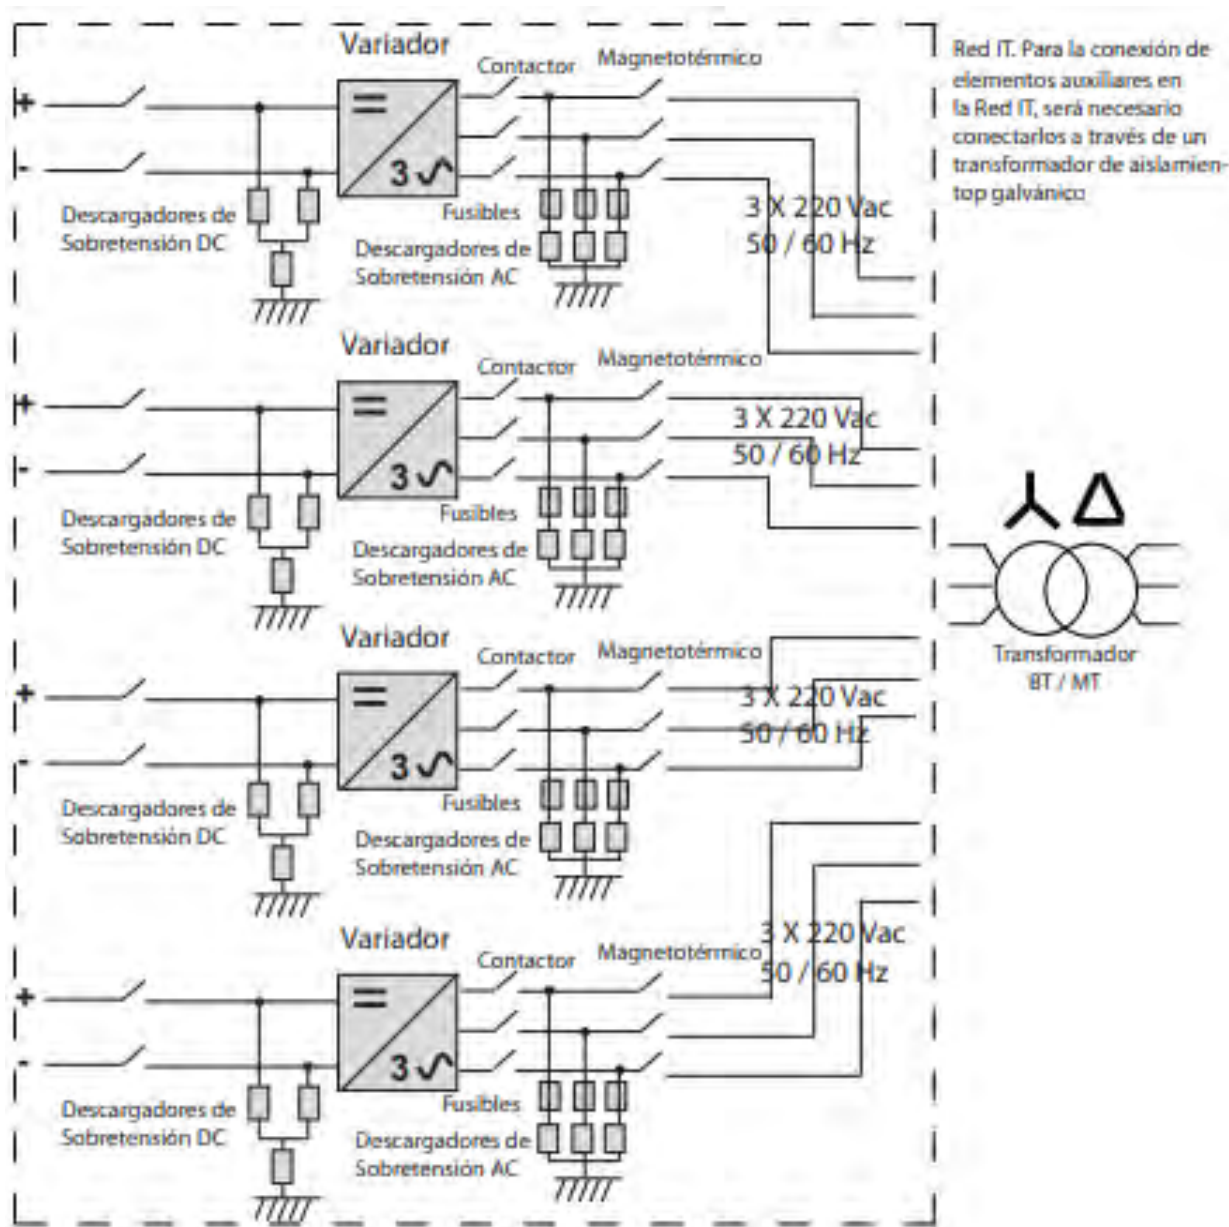 Variador
Contactor
Magnetotérmico
+
-
3
Descargadores de
Sobretensión DC
Fusibles
Descargadores de
Sobretensión AC
3 X 220 Vac
50 / 60 Hz
Red IT. Para la conexión de
elementos auxiliares en
la Red IT, será necesario
conectarlos a través de un
transformador de aislamien-
top galvánico
Variador
Contactor
Magnetotérmico
+
-
3
Descargadores de
Sobretensión DC
Fusibles
Descargadores de
Sobretensión AC
3 X 220 Vac
50 / 60 Hz
Transformador
BT / MT
Variador
Contactor
Magnetotérmico
+
-
3
Descargadores de
Sobretensión DC
Fusibles
Descargadores de
Sobretensión AC
3 X 220 Vac
50 / 60 Hz
Variador
Contactor
Magnetotérmico
+
-
3
Descargadores de
Sobretensión DC
Fusibles
Descargadores de
Sobretensión AC
3 X 220 Vac
50 / 60 Hz